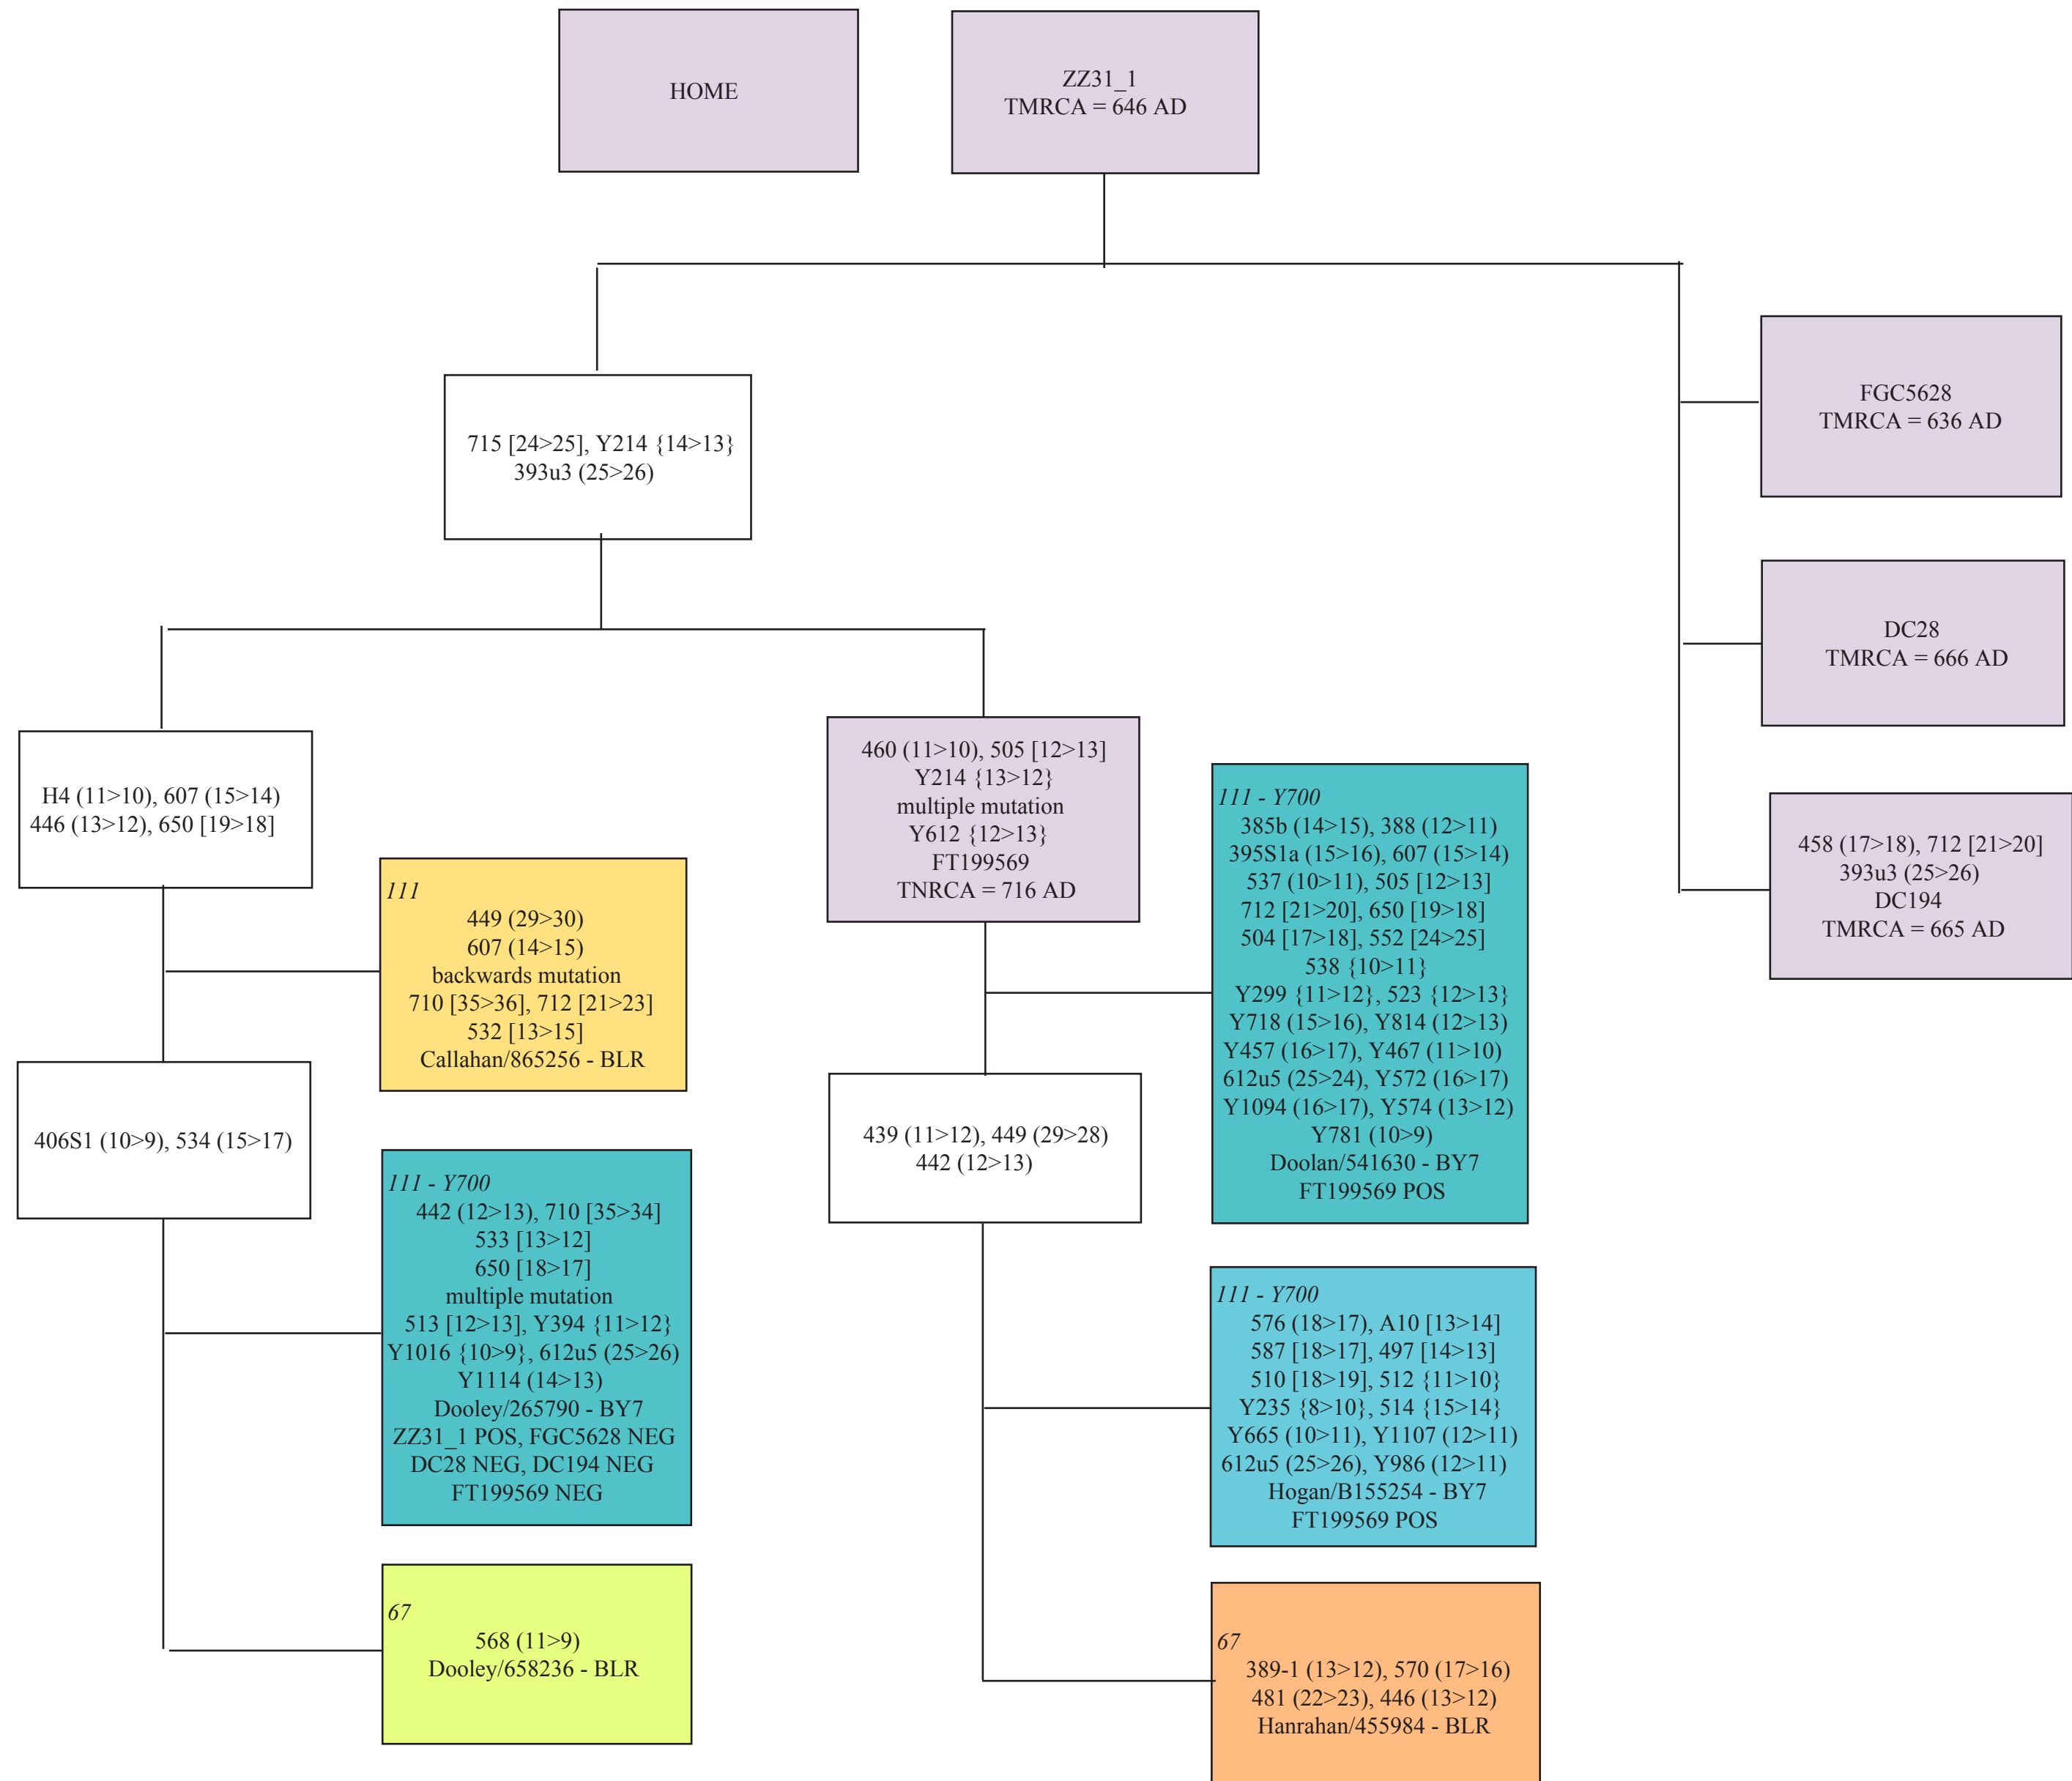 HOME
ZZ31_1
TMRCA = 646 AD
715 [24>25], Y214 {14>13}
393u3 (25>26)
FGC5628
TMRCA = 636 AD
DC28
TMRCA = 666 AD
458 (17>18), 712 [21>20]
393u3 (25>26)
DC194
TMRCA = 665 AD
H4 (11>10), 607 (15>14)
446 (13>12), 650 [19>18]
111
449 (29>30)
607 (14>15)
backwards mutation
710 [35>36], 712 [21>23]
532 [13>15]
Callahan/865256 - BLR
406S1 (10>9), 534 (15>17)
111 - Y700
442 (12>13), 710 [35>34]
533 [13>12]
650 [18>17]
multiple mutation
513 [12>13], Y394 {11>12}
Y1016 {10>9}, 612u5 (25>26)
Y1114 (14>13)
Dooley/265790 - BY7
ZZ31_1 POS, FGC5628 NEG
DC28 NEG, DC194 NEG
FT199569 NEG
67
568 (11>9)
Dooley/658236 - BLR
460 (11>10), 505 [12>13]
Y214 {13>12}
multiple mutation
Y612 {12>13}
FT199569
TNRCA = 716 AD
111 - Y700
385b (14>15), 388 (12>11)
395S1a (15>16), 607 (15>14)
537 (10>11), 505 [12>13]
712 [21>20], 650 [19>18]
504 [17>18], 552 [24>25]
538 {10>11}
Y299 {11>12}, 523 {12>13}
Y718 (15>16), Y814 (12>13)
Y457 (16>17), Y467 (11>10)
612u5 (25>24), Y572 (16>17)
Y1094 (16>17), Y574 (13>12)
Y781 (10>9)
Doolan/541630 - BY7
FT199569 POS
439 (11>12), 449 (29>28)
442 (12>13)
111 - Y700
576 (18>17), A10 [13>14]
587 [18>17], 497 [14>13]
510 [18>19], 512 {11>10}
Y235 {8>10}, 514 {15>14}
Y665 (10>11), Y1107 (12>11)
612u5 (25>26), Y986 (12>11)
Hogan/B155254 - BY7
FT199569 POS
67
389-1 (13>12), 570 (17>16)
481 (22>23), 446 (13>12)
Hanrahan/455984 - BLR